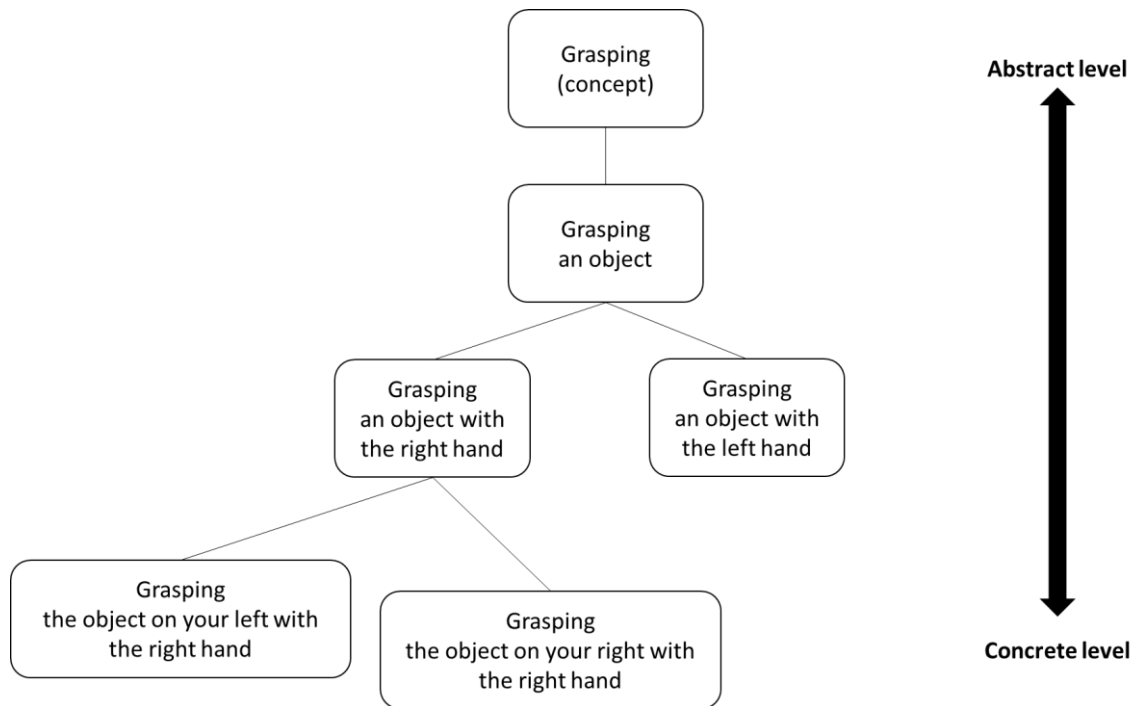 Grasping
(concept)
Abstract level
Grasping
an object
Grasping
an object with
the right hand
Grasping
an object with
the left hand
Grasping
the object on your left with
the right hand
Grasping
the object on your right with
the right hand
Concrete level